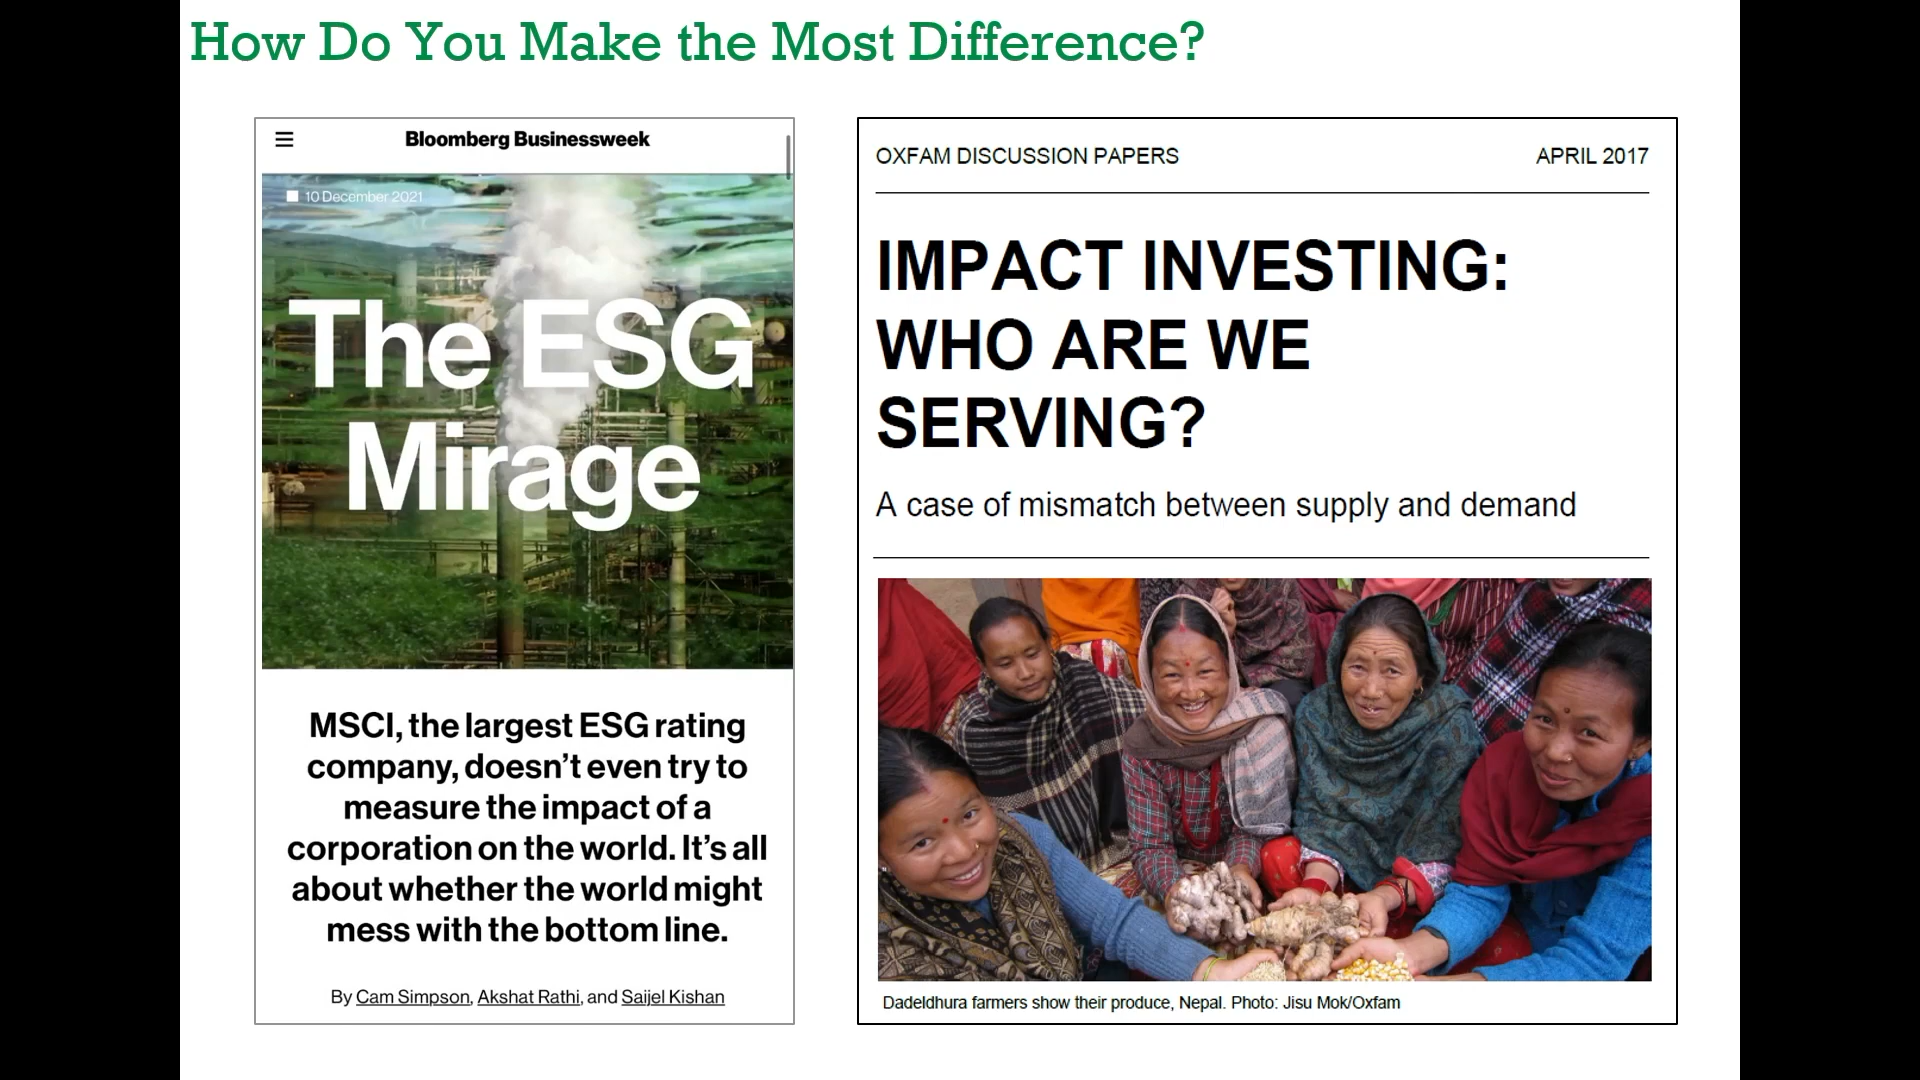 How Do You Make the Most Difference?
Bloomberg Businessweek
10 December 2021
The ESG
Mirage
MSCI, the largest ESG rating
company, doesn’t even try to
measure the impact of a
corporation on the world. It’s all
about whether the world might
mess with the bottom line.
By Cam Simpson, Akshat Rathi, and Saijel Kishan
OXFAM DISCUSSION PAPERS APRIL 2017
IMPACT INVESTING:
WHO ARE WE
SERVING?
A case of mismatch between supply and demand
Dadeldhura farmers show their produce, Nepal. Photo: Jisu Mok/Oxfam